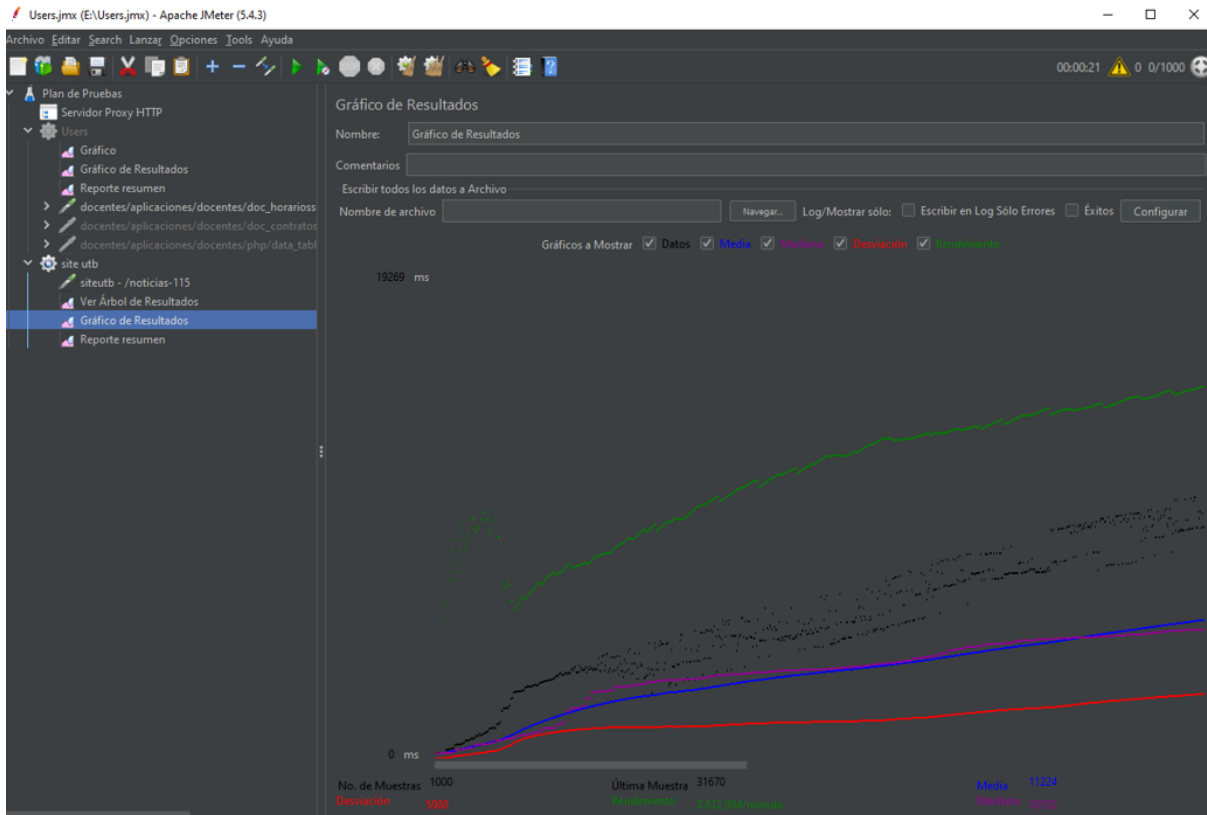 Users.jmx (E:\Users.jmx) - Apache JMeter (5.4.3)
Archivo Editar Search Lanzar Opciones Tools Ayuda
00:00:21 0 0/1000
Plan de Pruebas
Servidor Proxy HTTP
Users
Gráfico
Gráfico de Resultados
Reporte resumen
docentes/aplicaciones/docentes/doc_horarioss
docentes/aplicaciones/docentes/doc_contratos
docentes/aplicaciones/docentes/php/data_tabl
site utb
siteutb - /noticias-115
Ver Árbol de Resultados
Gráfico de Resultados
Reporte resumen
Gráfico de Resultados
Nombre: Gráfico de Resultados
Comentarios
Escribir todos los datos a Archivo
Nombre de archivo Navegar... Log/Mostrar sólo: Escribir en Log Sólo Errores Éxitos Configurar
Gráficos a Mostrar Datos Media Mediana Desviación Rendimiento
19269 ms
0 ms
No. de Muestras 1000 Última Muestra 31670 Media 11224
Desviación 5988 Rendimiento Mediana